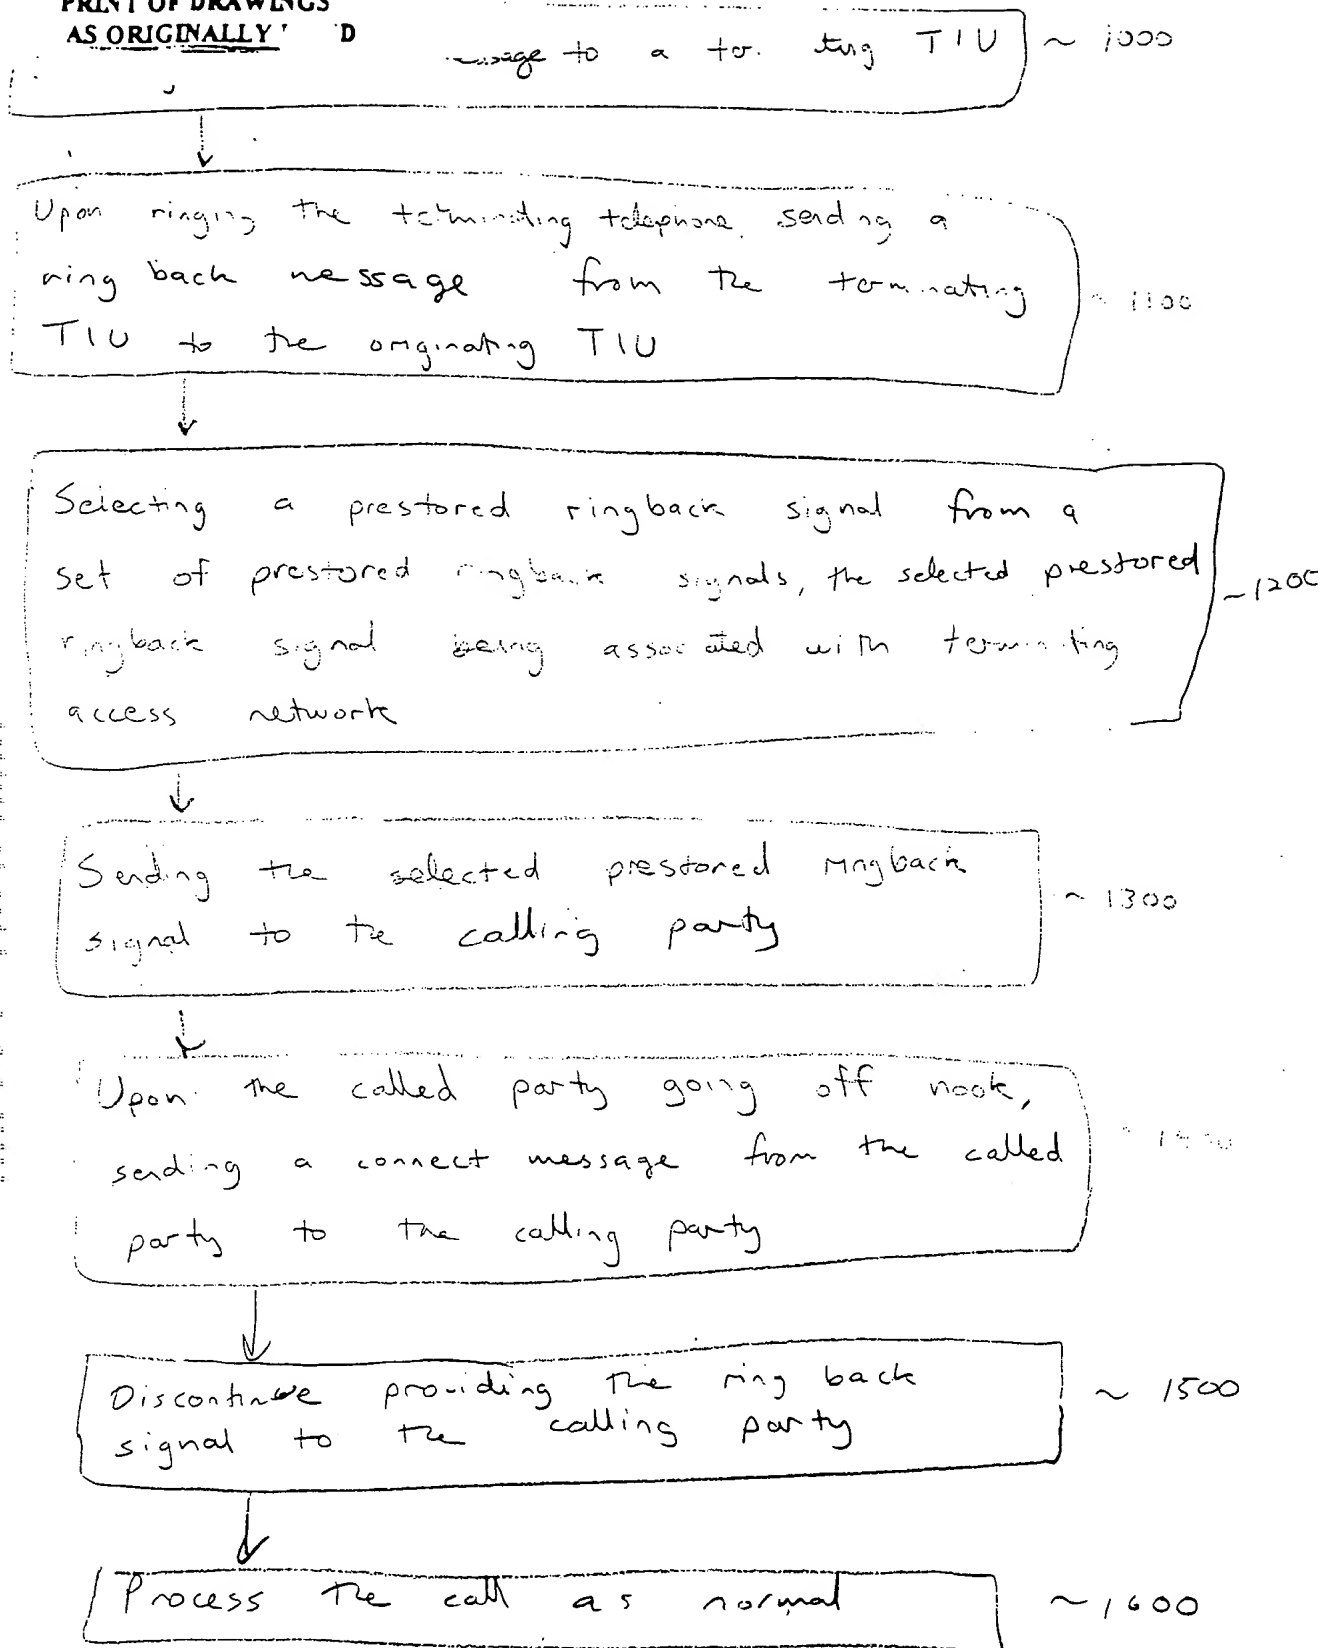 PRINT OF DRAWINGS
AS ORIGINALLY D
to a TIU ~ 1000
Upon ringing the terminating telephone, sending a
ring back message from the terminating
TIU to the originating TIU
~ 1100
Selecting a prestored ringback signal from a
set of prestored ringback signals, the selected prestored
~ 1200
ringback signal being associated with terminating
access network
Sending the selected prestored ringback
~ 1300
signal to the calling party
Upon the called party going off hook,
sending a connect message from the called
party to the calling party
Discontinue providing the ring back
~ 1500
signal to the calling party
Process the call as normal ~ 1600